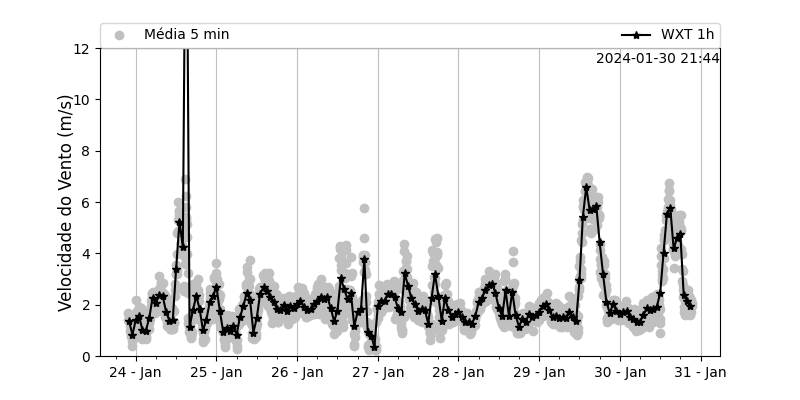 Média 5 min
WXT 1h
2024-01-30 21:44
Velocidade do Vento (m/s)
12
10
8
6
4
2
0
24 - Jan 25 - Jan 26 - Jan 27 - Jan 28 - Jan 29 - Jan 30 - Jan 31 - Jan